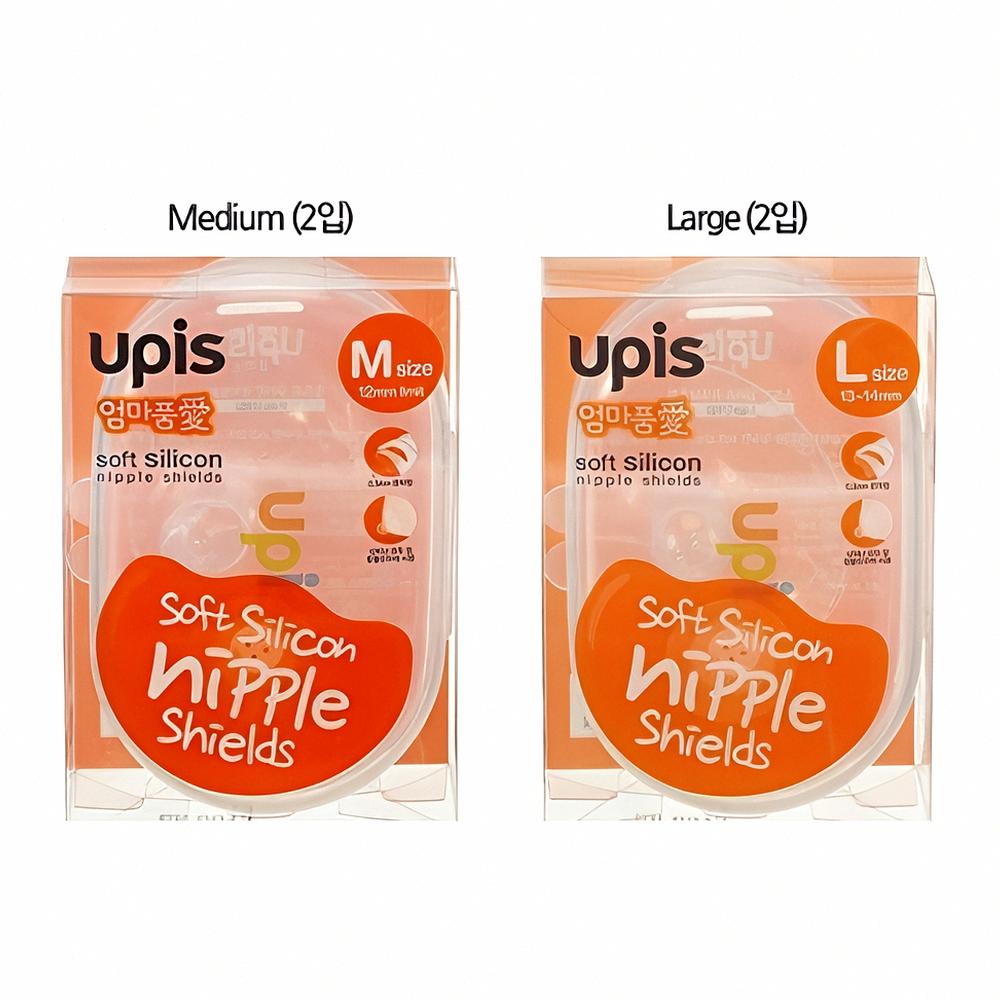 Medium (2입)
upis
M size
엄마품愛
soft silicon
nipple shields
Soft Silicon
nipple
Shields
Large (2입)
upis
L size
엄마품愛
soft silicon
nipple shields
Soft Silicon
nipple
Shields